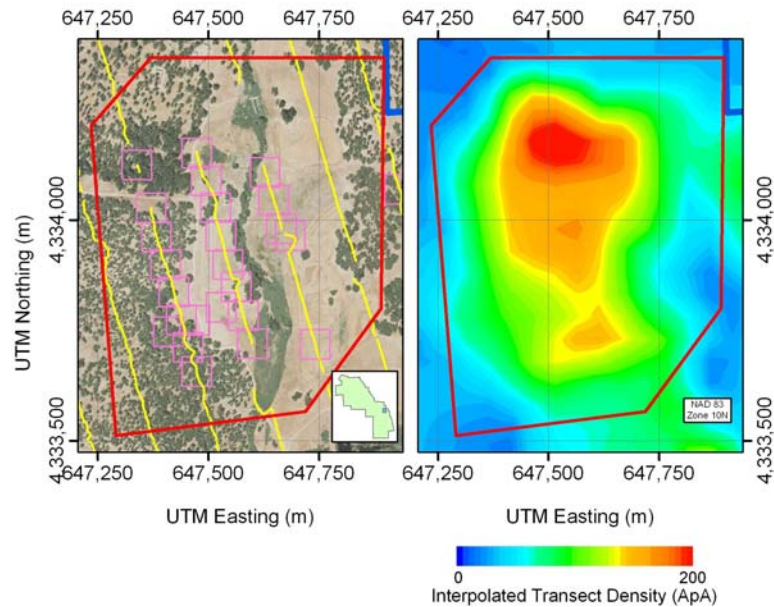 647,250 647,500 647,750
647,250 647,500 647,750
4,334,000
4,333,500
UTM Northing (m)
4,334,000
4,333,500
NAD 83
Zone 10N
647,250 647,500 647,750
647,250 647,500 647,750
UTM Easting (m)
UTM Easting (m)
0 200
Interpolated Transect Density (ApA)